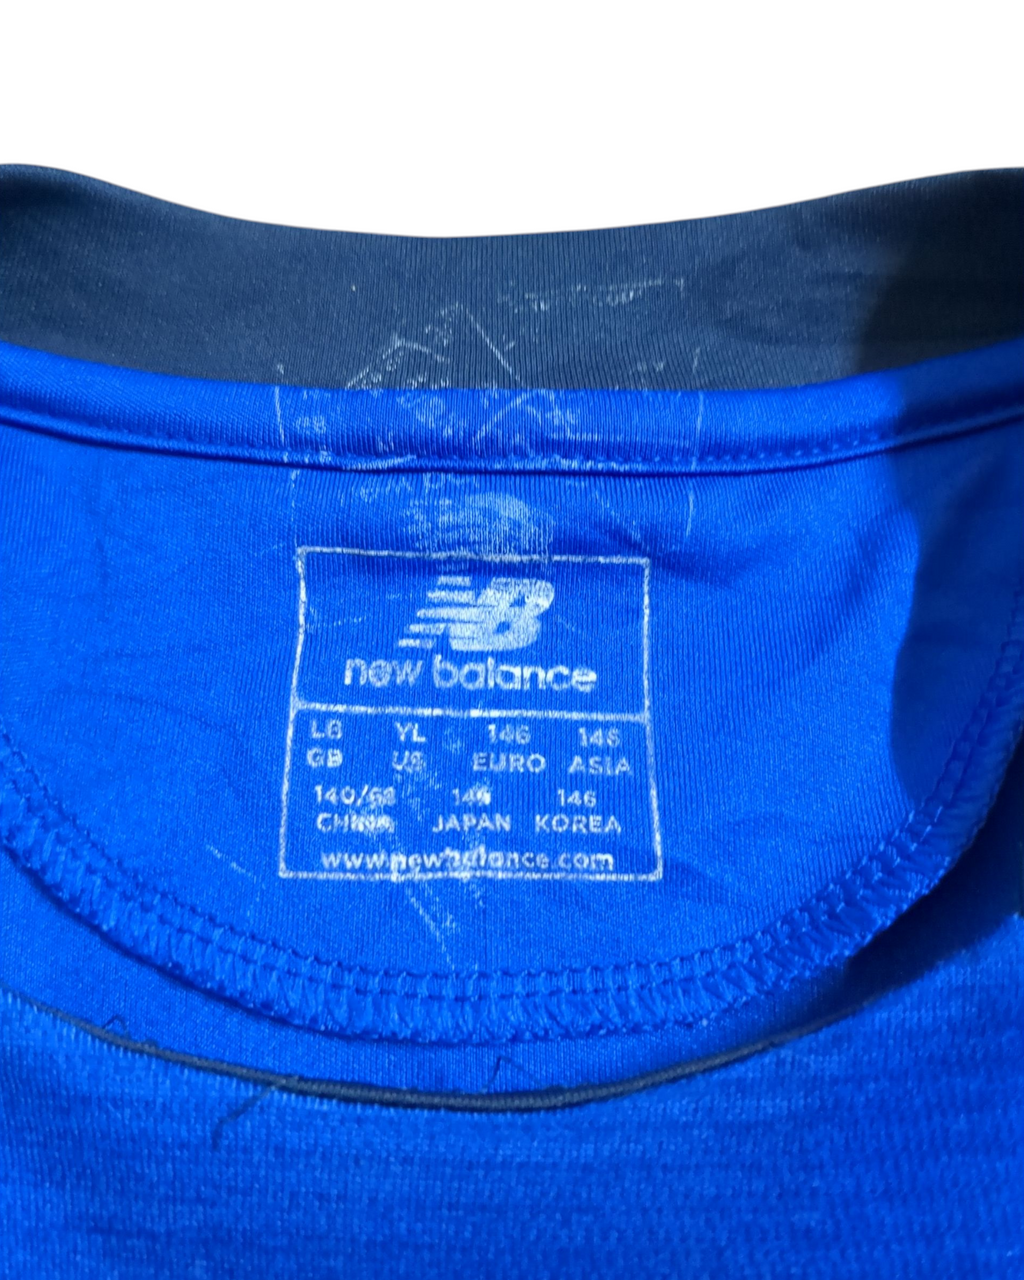 NB
new balance
LB YL 146 146
GB US EURO ASIA
140/68 146 146
CHINA JAPAN KOREA
www.newbalance.com